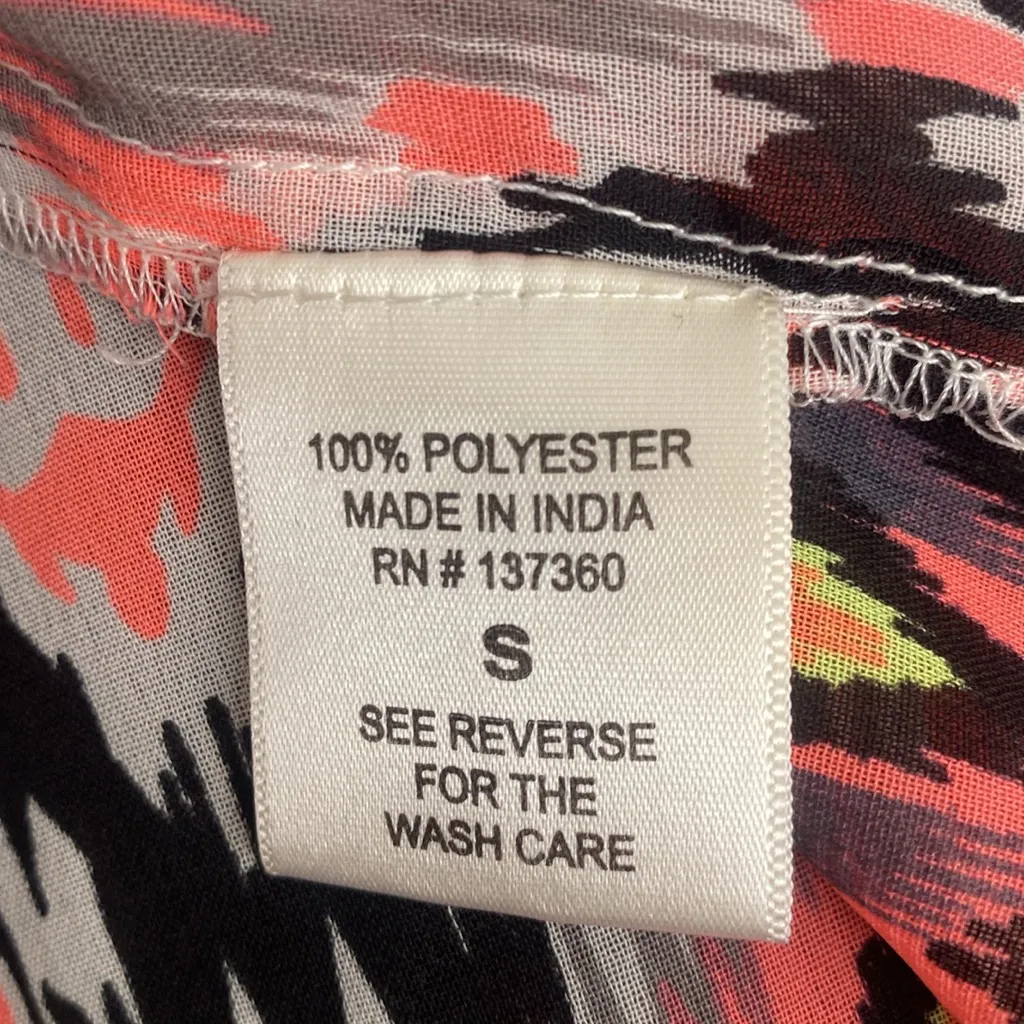 100% POLYESTER
MADE IN INDIA
RN # 137360
S
SEE REVERSE
FOR THE
WASH CARE